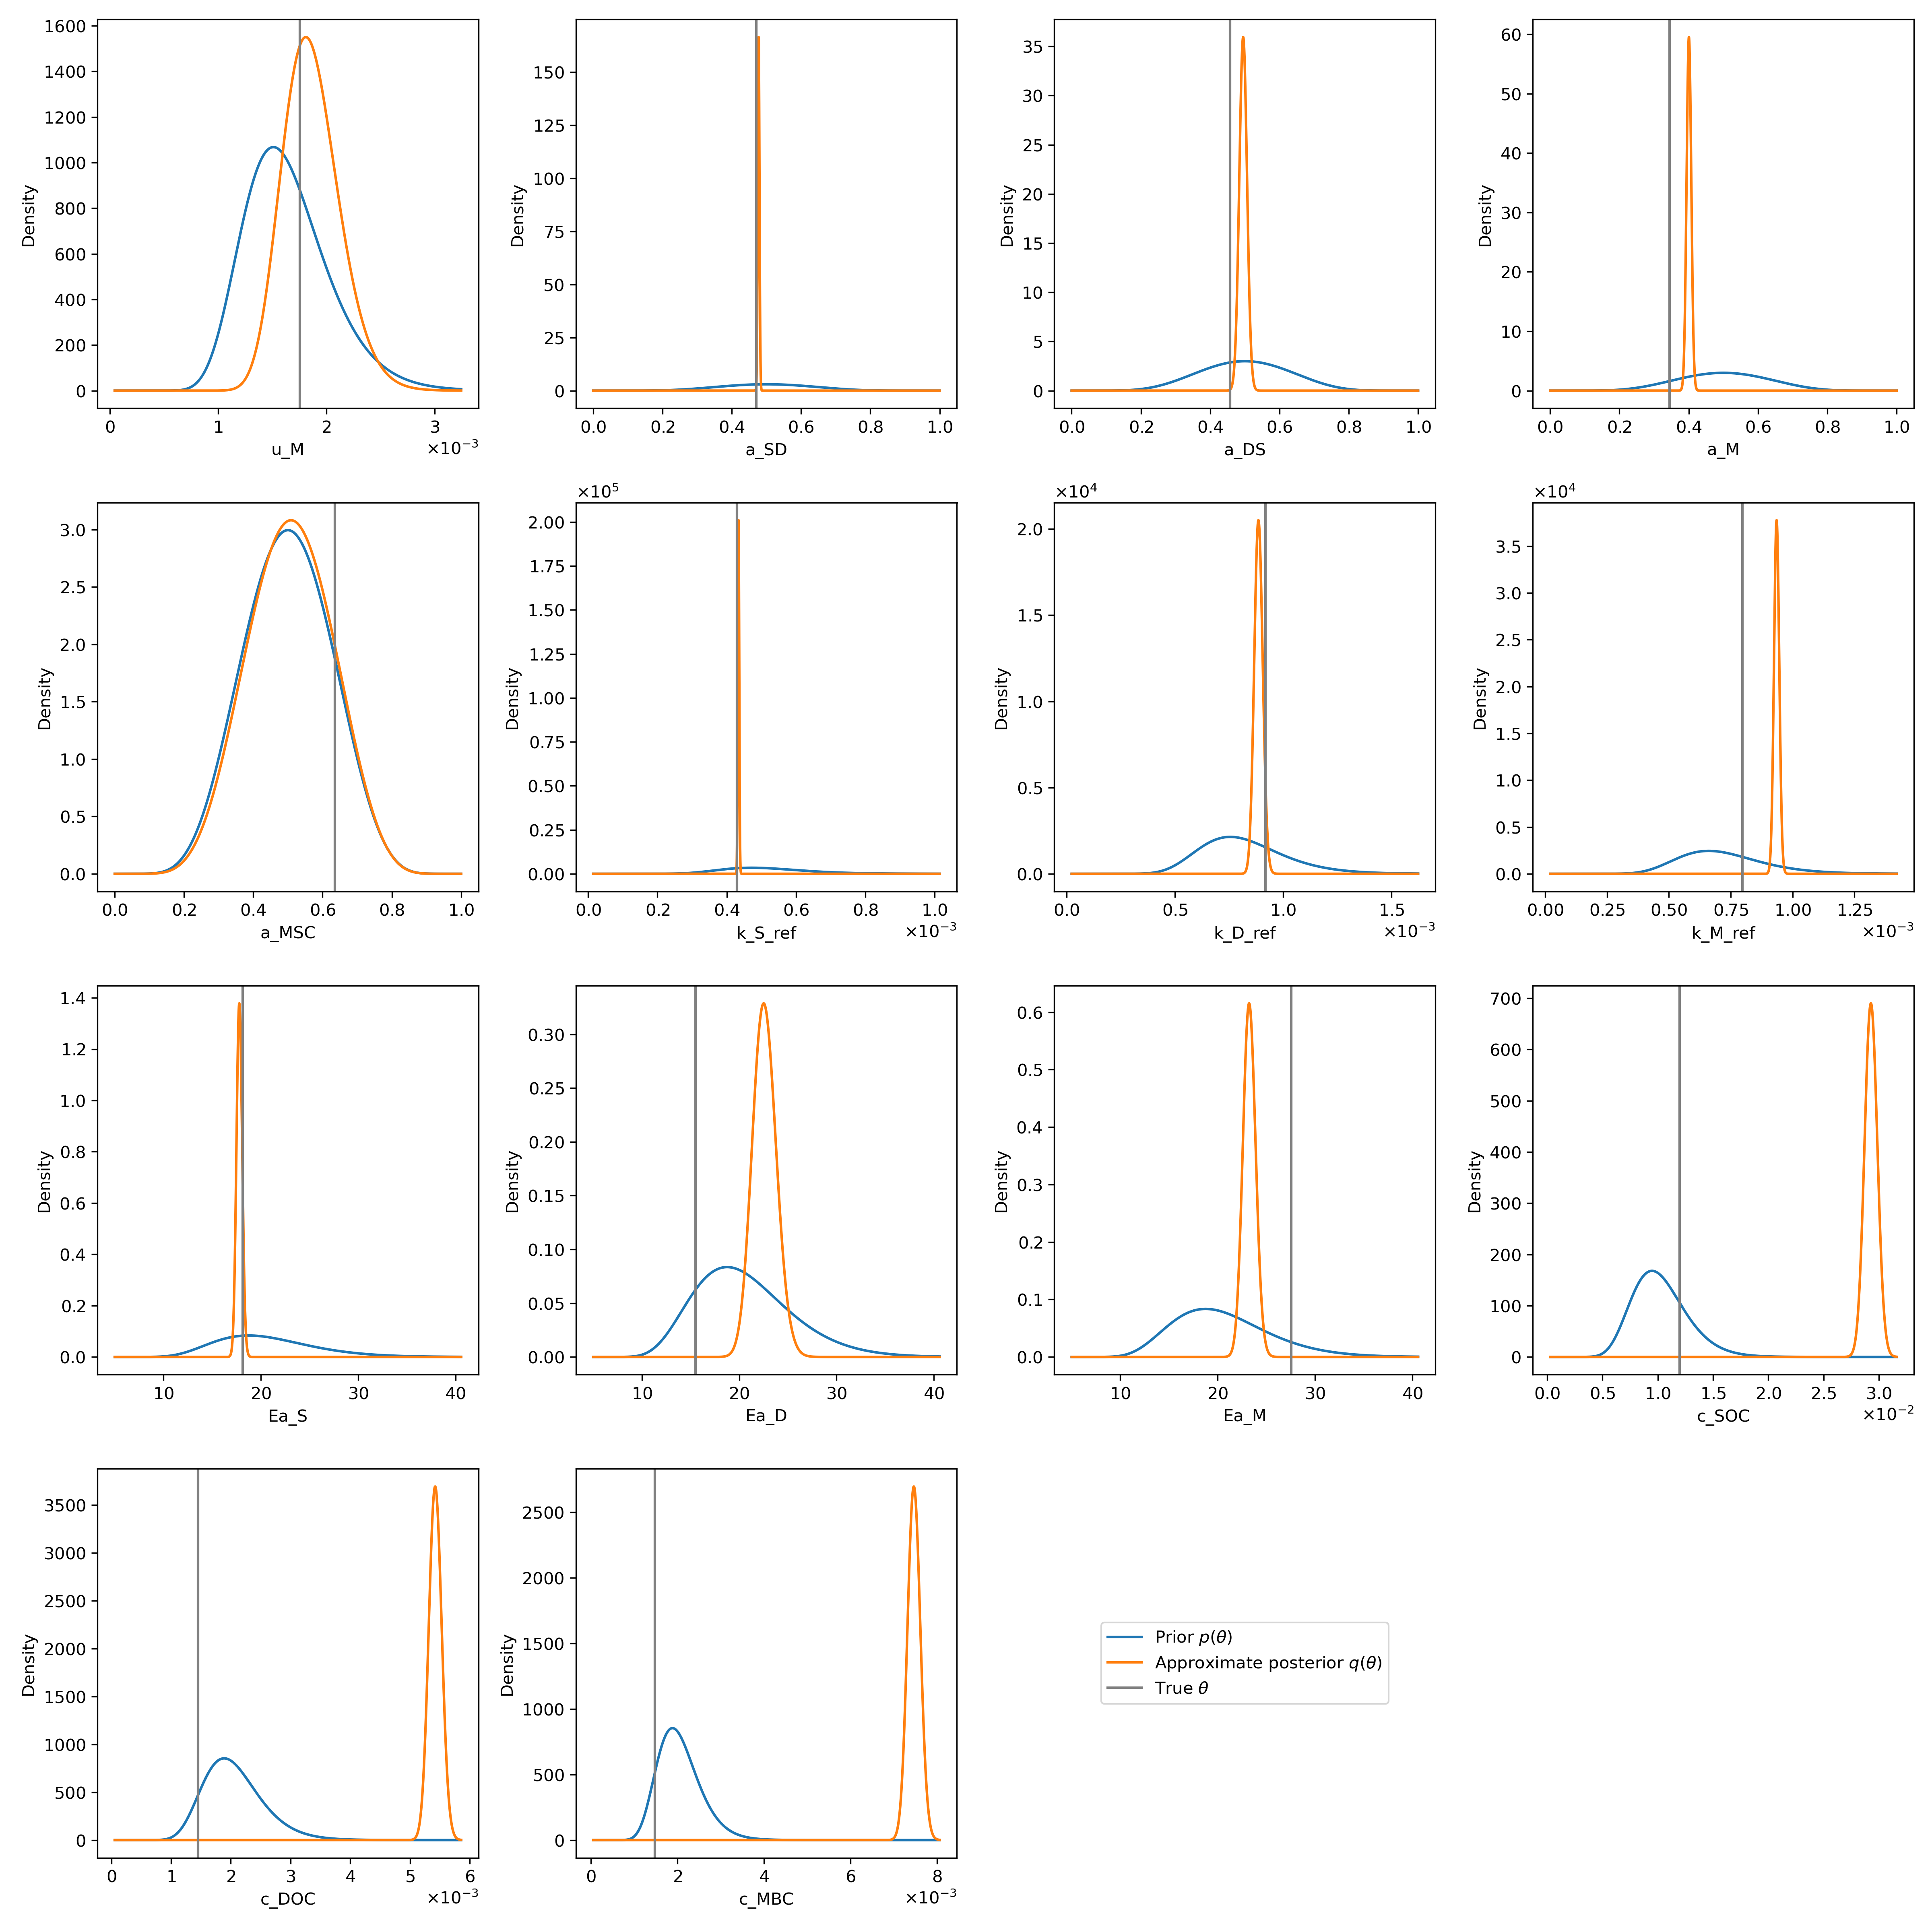 1600
1400
1200
1000
800
600
400
200
0
Density
0 1 2 3
u_M
×10⁻³
150
125
100
75
50
25
0
Density
0.0 0.2 0.4 0.6 0.8 1.0
a_SD
35
30
25
20
15
10
5
0
Density
0.0 0.2 0.4 0.6 0.8 1.0
a_DS
60
50
40
30
20
10
0
Density
0.0 0.2 0.4 0.6 0.8 1.0
a_M
3.0
2.5
2.0
1.5
1.0
0.5
0.0
Density
0.0 0.2 0.4 0.6 0.8 1.0
a_MSC
×10⁵
2.00
1.75
1.50
1.25
1.00
0.75
0.50
0.25
0.00
Density
0.0 0.2 0.4 0.6 0.8 1.0
k_S_ref
×10⁻³
×10⁴
2.0
1.5
1.0
0.5
0.0
Density
0.0 0.5 1.0 1.5
k_D_ref
×10⁻³
×10⁴
3.5
3.0
2.5
2.0
1.5
1.0
0.5
0.0
Density
0.00 0.25 0.50 0.75 1.00 1.25
k_M_ref
×10⁻³
1.4
1.2
1.0
0.8
0.6
0.4
0.2
0.0
Density
10 20 30 40
Ea_S
0.30
0.25
0.20
0.15
0.10
0.05
0.00
Density
10 20 30 40
Ea_D
0.6
0.5
0.4
0.3
0.2
0.1
0.0
Density
10 20 30 40
Ea_M
700
600
500
400
300
200
100
0
Density
0.0 0.5 1.0 1.5 2.0 2.5 3.0
c_SOC
×10⁻²
3500
3000
2500
2000
1500
1000
500
0
Density
0 1 2 3 4 5 6
c_DOC
×10⁻³
2500
2000
1500
1000
500
0
Density
0 2 4 6 8
c_MBC
×10⁻³
Prior p(θ)
Approximate posterior q(θ)
True θ